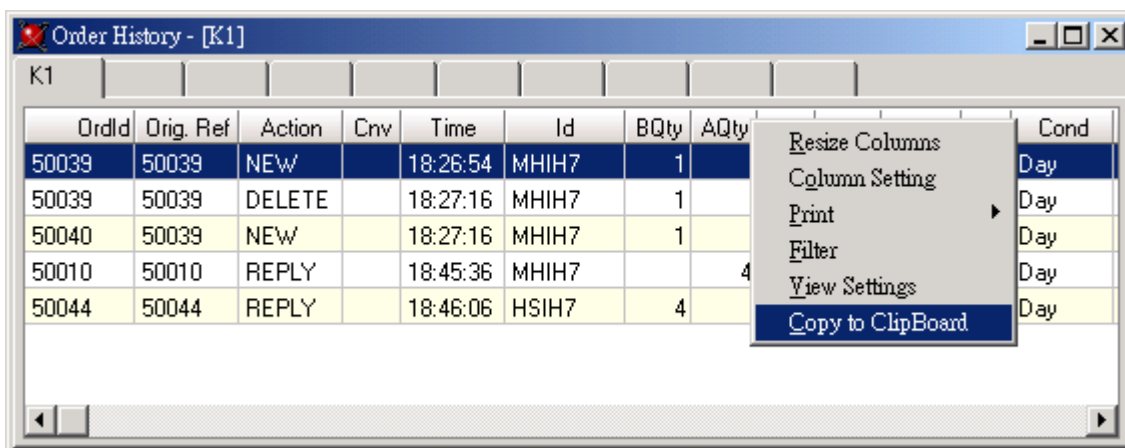 Order History - [K1]
K1
OrdId Orig. Ref Action Cnv Time Id BQty AQty Cond
50039 50039 NEW 18:26:54 MHIH7 1 Day
50039 50039 DELETE 18:27:16 MHIH7 1 Day
50040 50039 NEW 18:27:16 MHIH7 1 Day
50010 50010 REPLY 18:45:36 MHIH7 4 Day
50044 50044 REPLY 18:46:06 HSIH7 4 Day
Resize Columns
Column Setting
Print
Filter
View Settings
Copy to ClipBoard